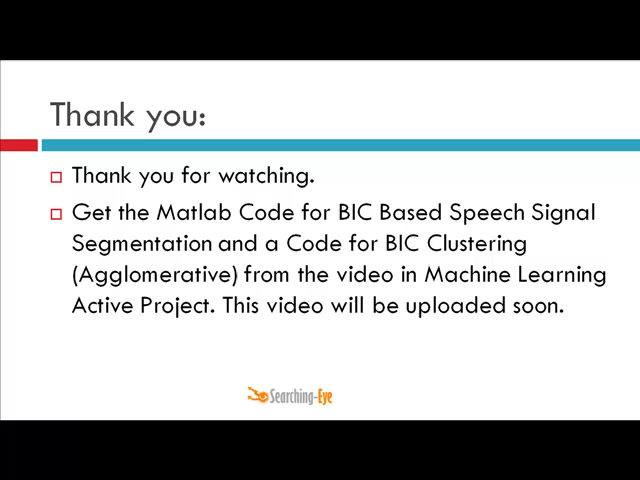 Thank you:
Thank you for watching.
Get the Matlab Code for BIC Based Speech Signal
Segmentation and a Code for BIC Clustering
(Agglomerative) from the video in Machine Learning
Active Project. This video will be uploaded soon.
Searching-Eye